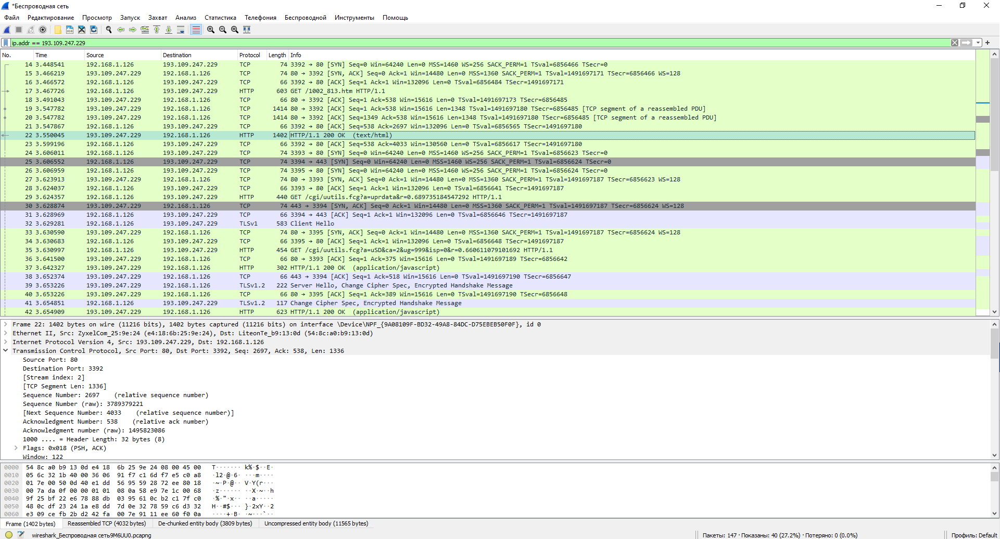 *Беспроводная сеть
Файл Редактирование Просмотр Запуск Захват Анализ Статистика Телефония Беспроводной Инструменты Помощь
ip.addr == 193.109.247.229
No. Time Source Destination Protocol Length Info
14 3.448541 192.168.1.126 193.109.247.229 TCP 74 3392 → 80 [SYN] Seq=0 Win=64240 Len=0 MSS=1460 WS=256 SACK_PERM=1 TSval=6856466 TSecr=0
15 3.466219 193.109.247.229 192.168.1.126 TCP 74 80 → 3392 [SYN, ACK] Seq=0 Ack=1 Win=14480 Len=0 MSS=1360 SACK_PERM=1 TSval=1491697171 TSecr=6856466 WS=128
16 3.466572 192.168.1.126 193.109.247.229 TCP 66 3392 → 80 [ACK] Seq=1 Ack=1 Win=132096 Len=0 TSval=6856484 TSecr=1491697171
17 3.467726 192.168.1.126 193.109.247.229 HTTP 603 GET /1002_813.htm HTTP/1.1
18 3.491043 193.109.247.229 192.168.1.126 TCP 66 80 → 3392 [ACK] Seq=1 Ack=538 Win=15616 Len=0 TSval=1491697173 TSecr=6856485
19 3.547782 193.109.247.229 192.168.1.126 TCP 1414 80 → 3392 [ACK] Seq=1 Ack=538 Win=15616 Len=1348 TSval=1491697180 TSecr=6856485 [TCP segment of a reassembled PDU]
20 3.547782 193.109.247.229 192.168.1.126 TCP 1414 80 → 3392 [ACK] Seq=1349 Ack=538 Win=15616 Len=1348 TSval=1491697180 TSecr=6856485 [TCP segment of a reassembled PDU]
21 3.547867 192.168.1.126 193.109.247.229 TCP 66 3392 → 80 [ACK] Seq=538 Ack=2697 Win=132096 Len=0 TSval=6856565 TSecr=1491697180
22 3.550045 193.109.247.229 192.168.1.126 HTTP 1402 HTTP/1.1 200 OK (text/html)
23 3.599196 192.168.1.126 193.109.247.229 TCP 66 3392 → 80 [ACK] Seq=538 Ack=4033 Win=130560 Len=0 TSval=6856617 TSecr=1491697180
24 3.606011 192.168.1.126 193.109.247.229 TCP 74 3393 → 80 [SYN] Seq=0 Win=64240 Len=0 MSS=1460 WS=256 SACK_PERM=1 TSval=6856623 TSecr=0
25 3.606552 192.168.1.126 193.109.247.229 TCP 74 3394 → 443 [SYN] Seq=0 Win=64240 Len=0 MSS=1460 WS=256 SACK_PERM=1 TSval=6856624 TSecr=0
26 3.606959 192.168.1.126 193.109.247.229 TCP 74 3395 → 80 [SYN] Seq=0 Win=64240 Len=0 MSS=1460 WS=256 SACK_PERM=1 TSval=6856624 TSecr=0
27 3.623913 193.109.247.229 192.168.1.126 TCP 74 80 → 3393 [SYN, ACK] Seq=0 Ack=1 Win=14480 Len=0 MSS=1360 SACK_PERM=1 TSval=1491697187 TSecr=6856623 WS=128
28 3.624037 192.168.1.126 193.109.247.229 TCP 66 3393 → 80 [ACK] Seq=1 Ack=1 Win=132096 Len=0 TSval=6856641 TSecr=1491697187
29 3.624357 192.168.1.126 193.109.247.229 HTTP 440 GET /cgi/uutils.fcg?a=uprdata&r=0.689735184547292 HTTP/1.1
30 3.628874 193.109.247.229 192.168.1.126 TCP 74 443 → 3394 [SYN, ACK] Seq=0 Ack=1 Win=14480 Len=0 MSS=1360 SACK_PERM=1 TSval=1491697187 TSecr=6856624 WS=128
31 3.628969 192.168.1.126 193.109.247.229 TCP 66 3394 → 443 [ACK] Seq=1 Ack=1 Win=132096 Len=0 TSval=6856646 TSecr=1491697187
32 3.629281 192.168.1.126 193.109.247.229 TLSv1 583 Client Hello
33 3.630590 193.109.247.229 192.168.1.126 TCP 74 80 → 3395 [SYN, ACK] Seq=0 Ack=1 Win=14480 Len=0 MSS=1360 SACK_PERM=1 TSval=1491697187 TSecr=6856624 WS=128
34 3.630683 192.168.1.126 193.109.247.229 TCP 66 3395 → 80 [ACK] Seq=1 Ack=1 Win=132096 Len=0 TSval=6856648 TSecr=1491697187
35 3.630997 192.168.1.126 193.109.247.229 HTTP 454 GET /cgi/uutils.fcg?a=uSD&ca=2&ug=999&isp=0&r=0.660611079101692 HTTP/1.1
36 3.641500 193.109.247.229 192.168.1.126 TCP 66 80 → 3393 [ACK] Seq=1 Ack=375 Win=15616 Len=0 TSval=1491697189 TSecr=6856642
37 3.642327 193.109.247.229 192.168.1.126 HTTP 302 HTTP/1.1 200 OK (application/javascript)
38 3.652374 193.109.247.229 192.168.1.126 TCP 66 443 → 3394 [ACK] Seq=1 Ack=518 Win=15616 Len=0 TSval=1491697190 TSecr=6856647
39 3.653226 193.109.247.229 192.168.1.126 TLSv1.2 222 Server Hello, Change Cipher Spec, Encrypted Handshake Message
40 3.653226 193.109.247.229 192.168.1.126 TCP 66 80 → 3395 [ACK] Seq=1 Ack=389 Win=15616 Len=0 TSval=1491697190 TSecr=6856648
41 3.654851 192.168.1.126 193.109.247.229 TLSv1.2 117 Change Cipher Spec, Encrypted Handshake Message
42 3.654909 193.109.247.229 192.168.1.126 HTTP 623 HTTP/1.1 200 OK (application/javascript)
Frame 22: 1402 bytes on wire (11216 bits), 1402 bytes captured (11216 bits) on interface \Device\NPF_{9A08109F-BD32-49A8-84DC-D75EBEB50F0F}, id 0
Ethernet II, Src: ZyxelCom_25:9e:24 (e4:18:6b:25:9e:24), Dst: LiteonTe_b9:13:0d (54:8c:a0:b9:13:0d)
Internet Protocol Version 4, Src: 193.109.247.229, Dst: 192.168.1.126
Transmission Control Protocol, Src Port: 80, Dst Port: 3392, Seq: 2697, Ack: 538, Len: 1336
Source Port: 80
Destination Port: 3392
[Stream index: 2]
[TCP Segment Len: 1336]
Sequence Number: 2697 (relative sequence number)
Sequence Number (raw): 3789379221
[Next Sequence Number: 4033 (relative sequence number)]
Acknowledgment Number: 538 (relative ack number)
Acknowledgment number (raw): 1495823086
1000 .... = Header Length: 32 bytes (8)
Flags: 0x018 (PSH, ACK)
Window: 122
0000 54 8c a0 b9 13 0d e4 18 6b 25 9e 24 08 00 45 00 T·······k%·$··E·
0010 05 6c 32 1b 40 00 36 06 91 f7 c1 6d f7 e5 c0 a8 ·l2·@·6····m····
0020 01 7e 00 50 0d 40 e1 dd 56 95 59 28 72 ee 80 18 ·~·P·@··V·Y(r···
0030 00 7a da 0f 00 00 01 01 08 0a 58 e9 7e 1c 00 68 ·z········X·~··h
0040 9f 25 bf 22 e6 78 88 db 03 95 61 0c b2 c1 7f c0 ·%·"·x····a·····
0050 48 0c df 23 24 1a e8 dd 7d 0e 32 78 59 c6 d3 32 H··#$···}·2xY··2
0060 e3 09 ce fb 2b d2 42 fa 00 7e 91 11 ee 60 f0 0a ····+·B··~···`··
Frame (1402 bytes) Reassembled TCP (4032 bytes) De-chunked entity body (3809 bytes) Uncompressed entity body (11565 bytes)
wireshark_Беспроводная сеть9M6UU0.pcapng Пакеты: 147 · Показаны: 40 (27.2%) · Потеряно: 0 (0.0%) Профиль: Default